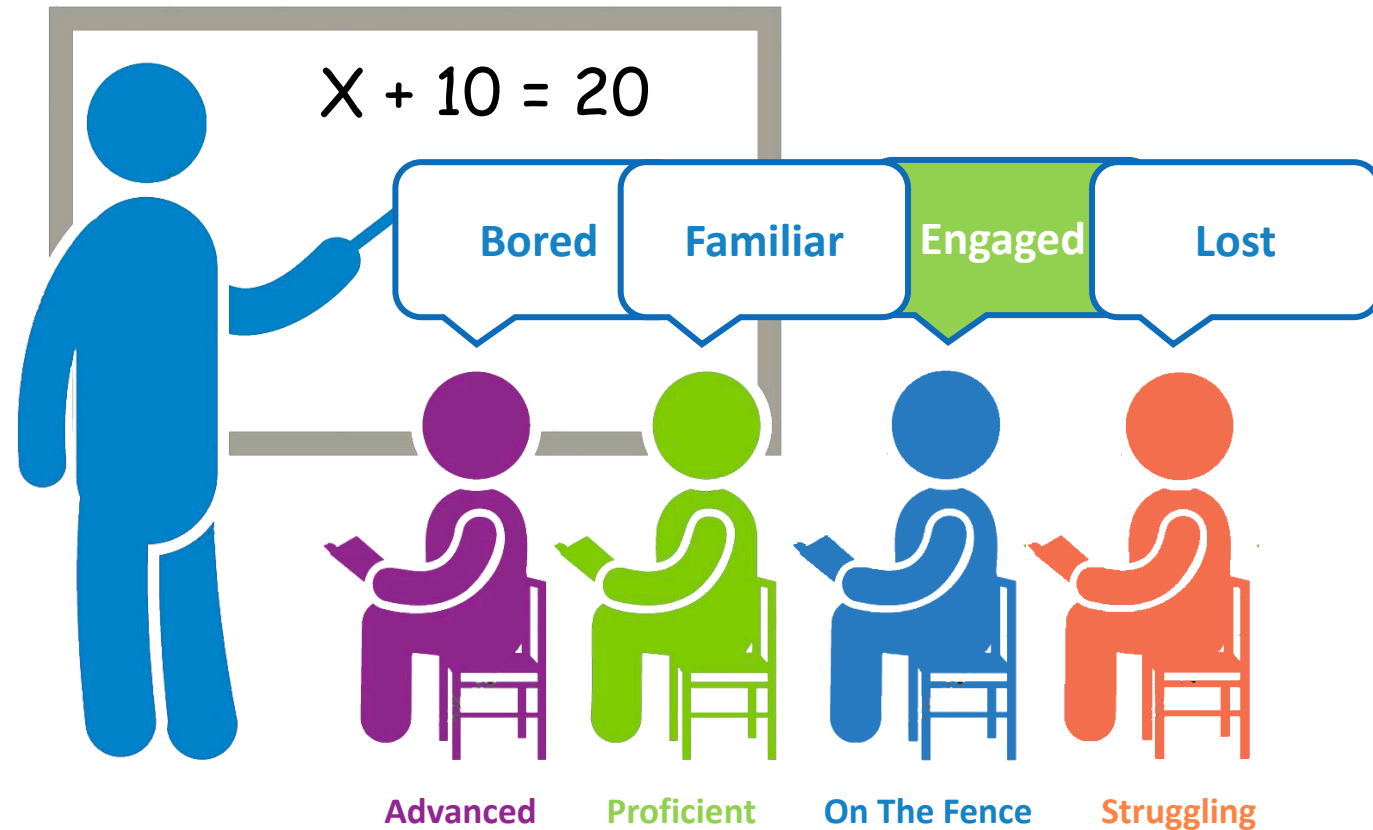 X + 10 = 20
Bored Familiar Engaged Lost
Advanced Proficient On The Fence Struggling